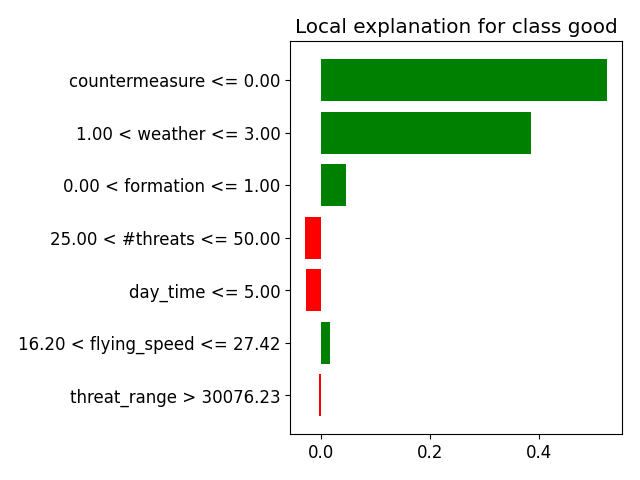 Local explanation for class good
countermeasure <= 0.00
1.00 < weather <= 3.00
0.00 < formation <= 1.00
25.00 < #threats <= 50.00
day_time <= 5.00
16.20 < flying_speed <= 27.42
threat_range > 30076.23
0.0 0.2 0.4